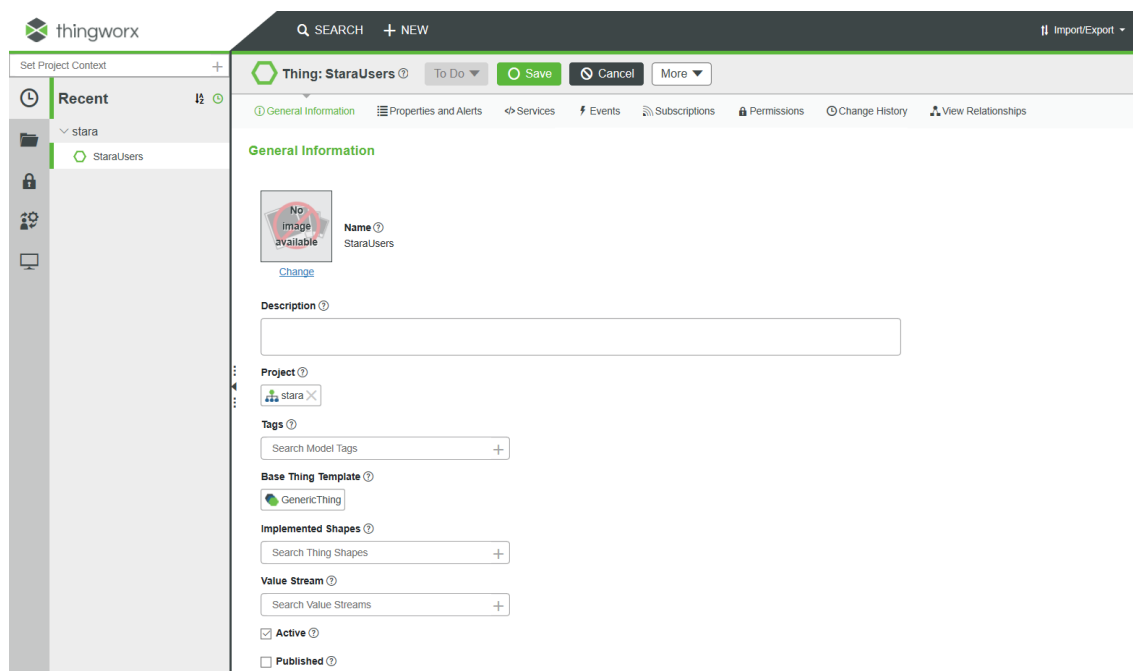 thingworx
SEARCH
NEW
Import/Export
Set Project Context
Thing: StaraUsers
To Do
Save
Cancel
More
Recent
General Information
Properties and Alerts
</> Services
Events
Subscriptions
Permissions
Change History
View Relationships
stara
StaraUsers
General Information
No
image
available
Name
StaraUsers
Change
Description
Project
stara
Tags
Search Model Tags
Base Thing Template
GenericThing
Implemented Shapes
Search Thing Shapes
Value Stream
Search Value Streams
Active
Published